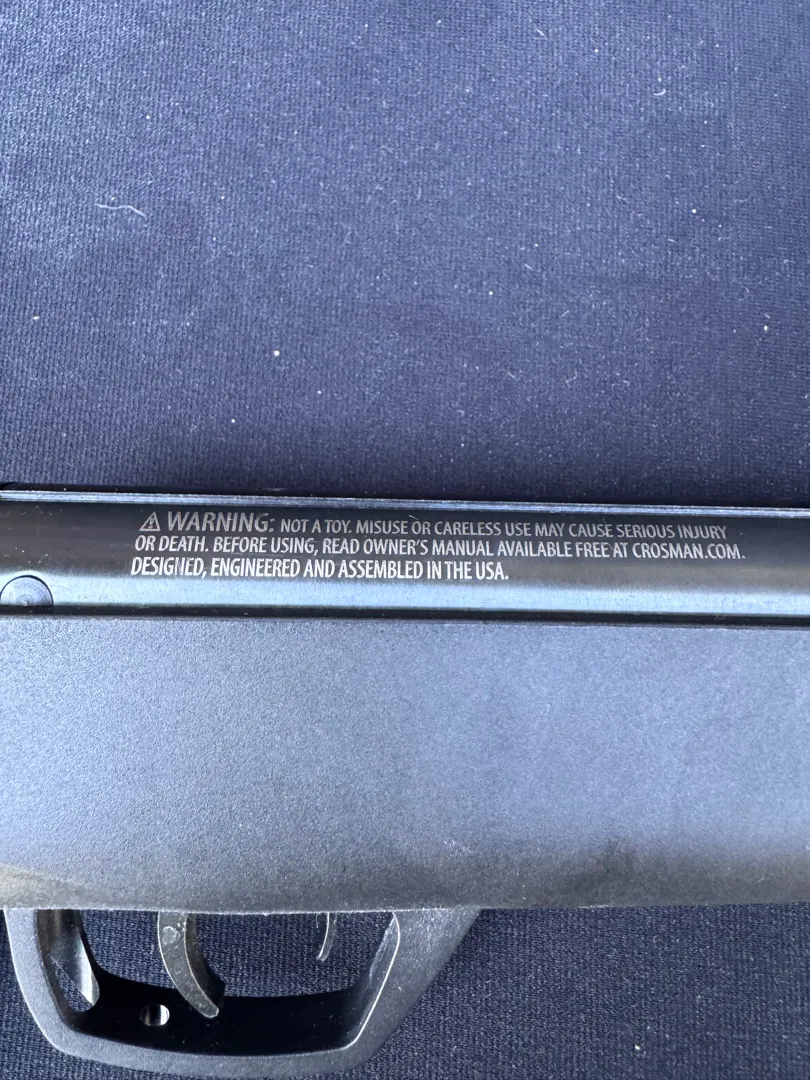 ⚠ WARNING: NOT A TOY. MISUSE OR CARELESS USE MAY CAUSE SERIOUS INJURY
OR DEATH. BEFORE USING, READ OWNER'S MANUAL AVAILABLE FREE AT CROSMAN.COM.
DESIGNED, ENGINEERED AND ASSEMBLED IN THE USA.